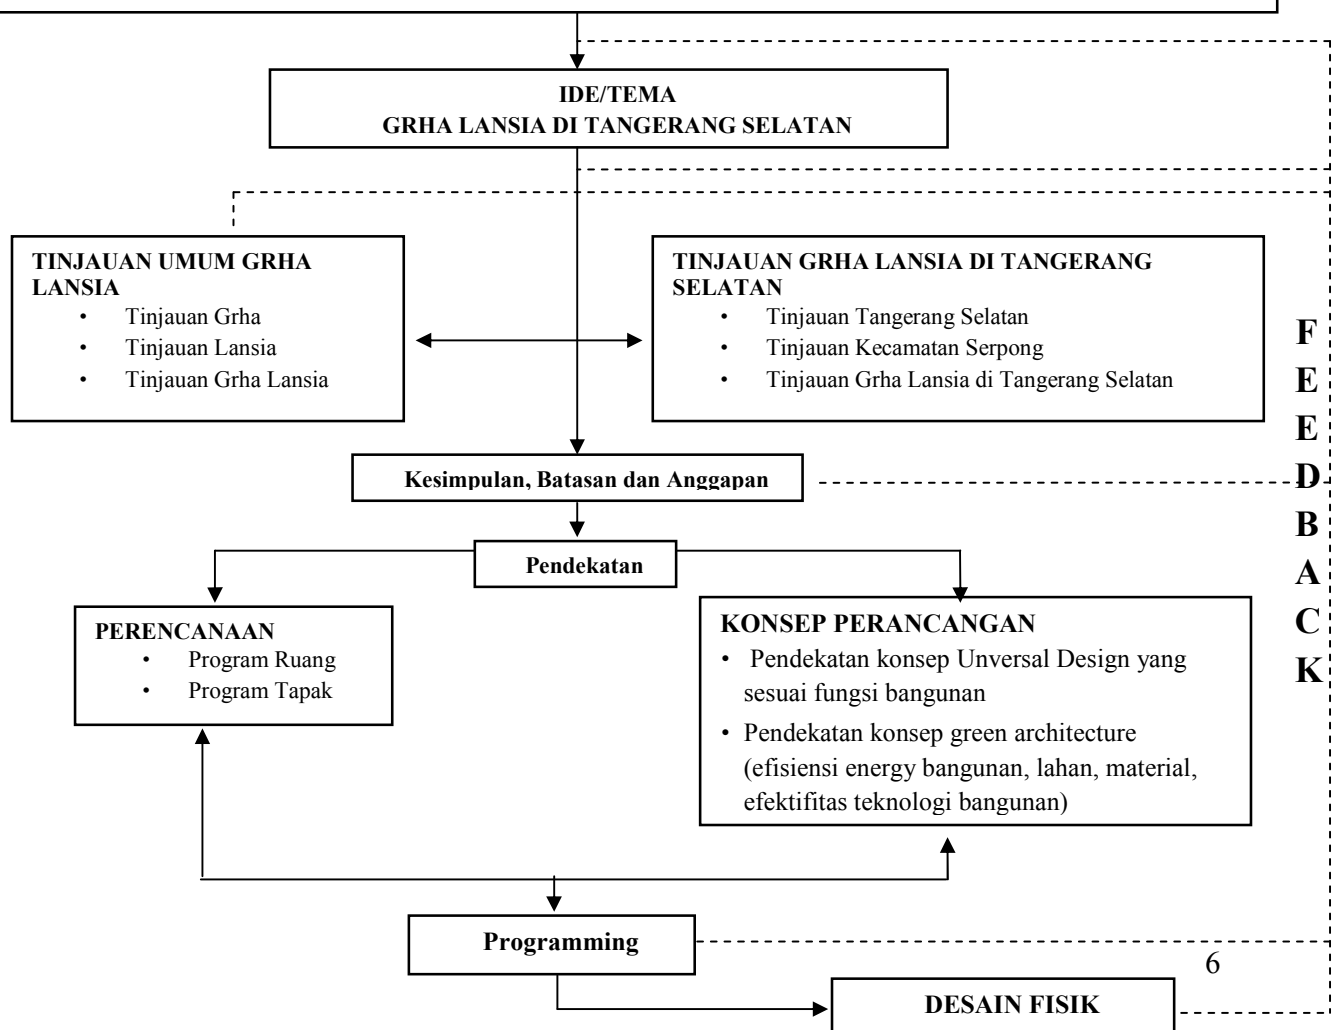 IDE/TEMA
GRHA LANSIA DI TANGERANG SELATAN
TINJAUAN UMUM GRHA
LANSIA
• Tinjauan Grha
• Tinjauan Lansia
• Tinjauan Grha Lansia
TINJAUAN GRHA LANSIA DI TANGERANG
SELATAN
• Tinjauan Tangerang Selatan
• Tinjauan Kecamatan Serpong
• Tinjauan Grha Lansia di Tangerang Selatan
F
E
E
D
B
A
C
K
Kesimpulan, Batasan dan Anggapan
Pendekatan
PERENCANAAN
• Program Ruang
• Program Tapak
KONSEP PERANCANGAN
• Pendekatan konsep Unversal Design yang
sesuai fungsi bangunan
• Pendekatan konsep green architecture
(efisiensi energy bangunan, lahan, material,
efektifitas teknologi bangunan)
Programming
6
DESAIN FISIK